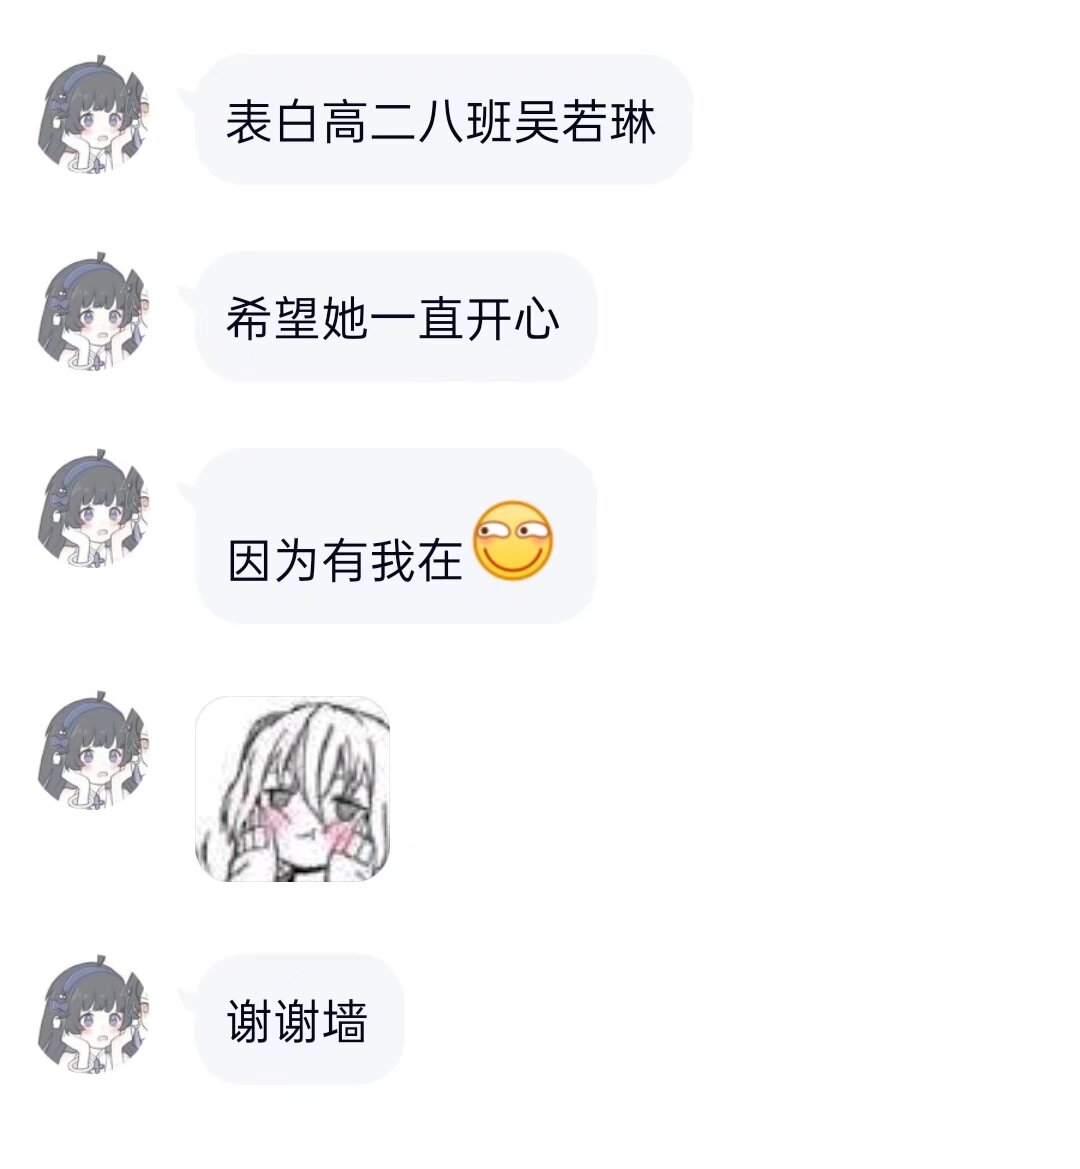 表白高二八班吴若琳
希望她一直开心
因为有我在
谢谢墙